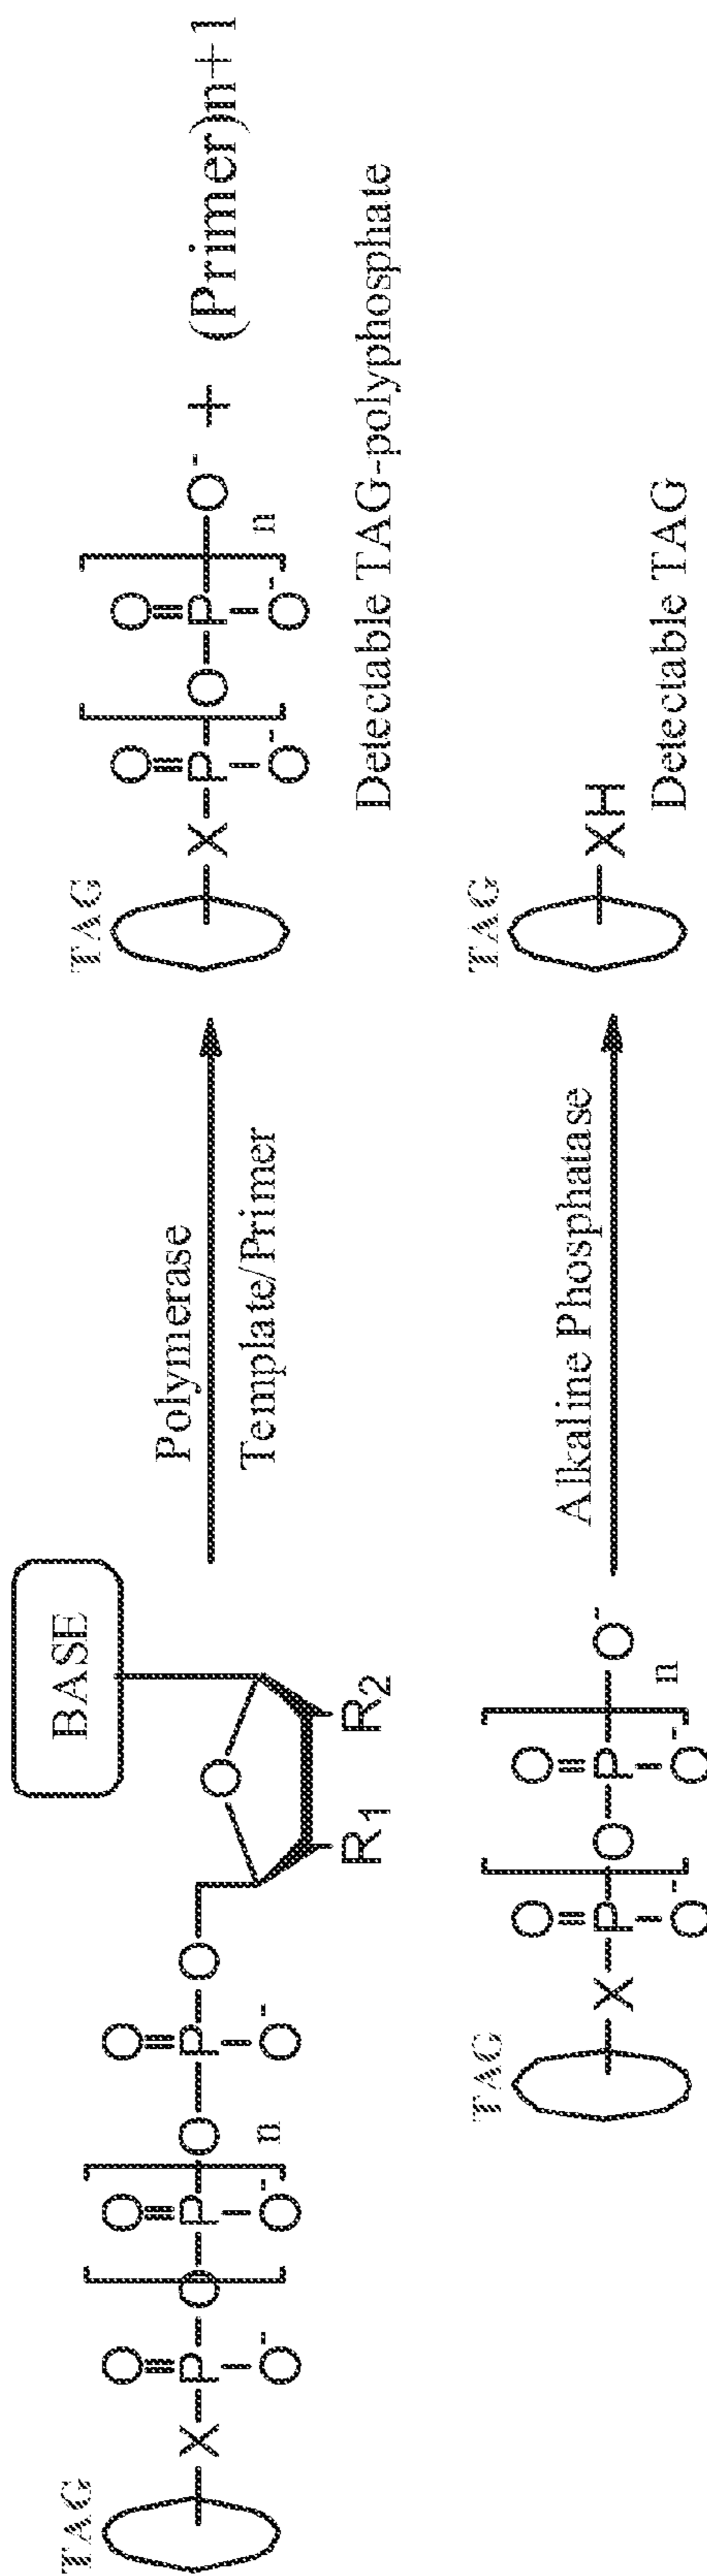 TAG
X-P-O-P-O-P-O
O O O
O- O- O-
n
BASE
O
R1 R2
Polymerase
Template/Primer
TAG
X-P-O-P-O- + (Primer)n+1
O O
O- O-
n
Detectable TAG-polyphosphate
TAG
X-P-O-P-O-
O O
O- O-
n
Alkaline Phosphatase
TAG
XH
Detectable TAG